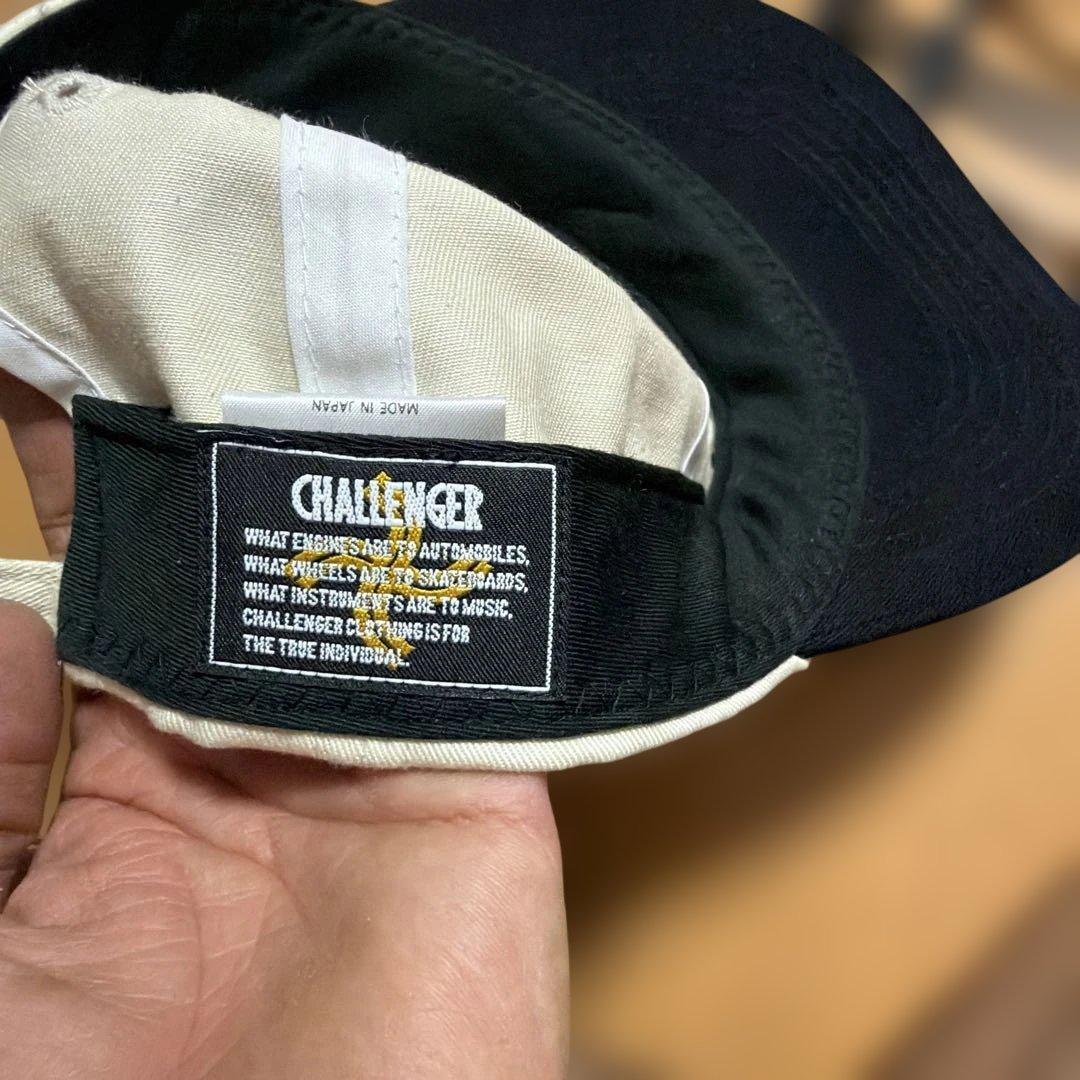 MADE IN JAPAN
CHALLENGER
WHAT ENGINES ARE TO AUTOMOBILES,
WHAT WHEELS ARE TO SKATEBOARDS,
WHAT INSTRUMENTS ARE TO MUSIC,
CHALLENGER CLOTHING IS FOR
THE TRUE INDIVIDUAL.